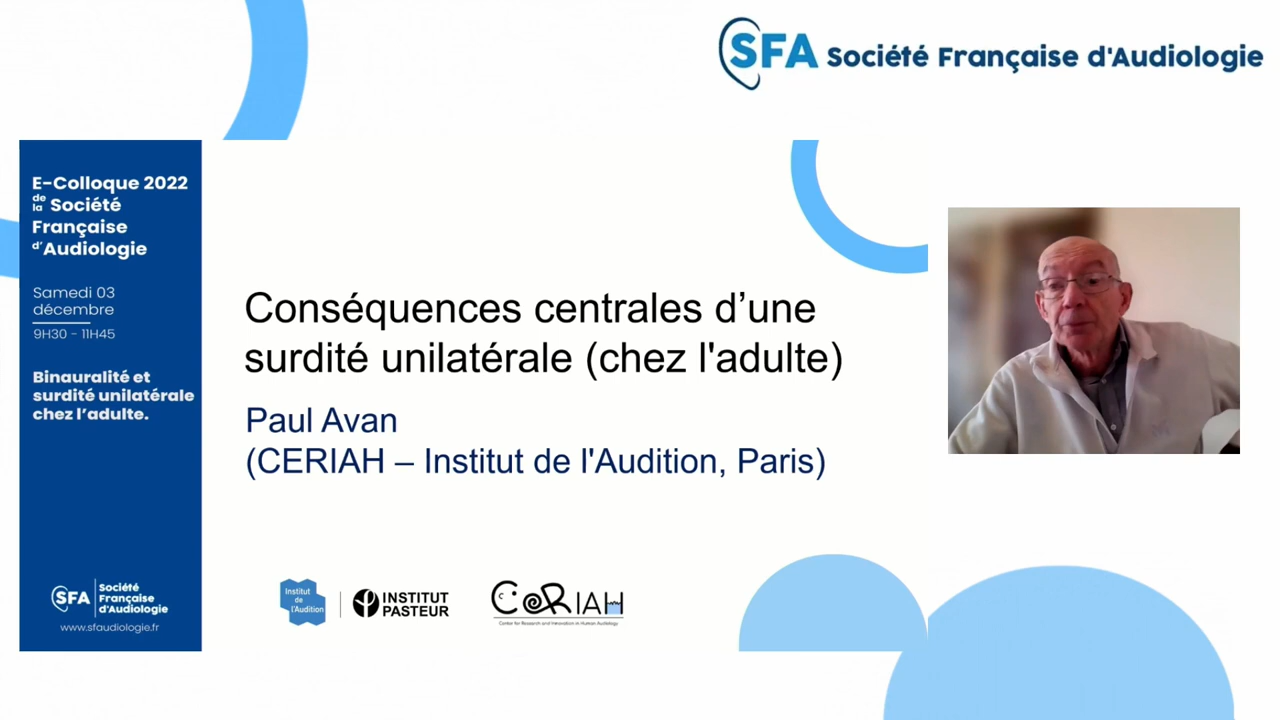 SFA Société Française d'Audiologie
E-Colloque 2022
de la Société
Française
d'Audiologie
Samedi 03
décembre
9H30 - 11H45
Binauralité et
surdité unilatérale
chez l'adulte.
SFA Société
Française
d'Audiologie
www.sfaudiologie.fr
Conséquences centrales d’une
surdité unilatérale (chez l'adulte)
Paul Avan
(CERIAH – Institut de l'Audition, Paris)
Institut
de
l'Audition
INSTITUT
PASTEUR
CeRIAH
Center for Research and Innovation in Human Audiology